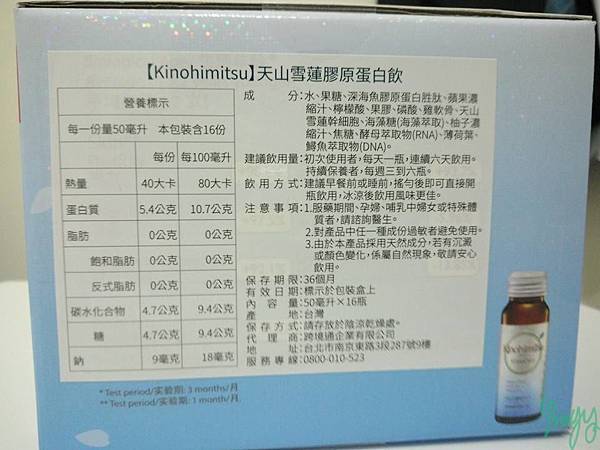 【Kinohimitsu】天山雪蓮膠原蛋白飲
營養標示
每一份量50毫升 本包裝含16份
每份 每100毫升
熱量 40大卡 80大卡
蛋白質 5.4公克 10.7公克
脂肪 0公克 0公克
飽和脂肪 0公克 0公克
反式脂肪 0公克 0公克
碳水化合物 4.7公克 9.4公克
糖 4.7公克 9.4公克
鈉 9毫克 18毫克
成分:水、果糖、深海魚膠原蛋白胜肽、蘋果濃
縮汁、檸檬酸、果膠、磷酸、雞軟骨、天山
雪蓮幹細胞、海藻糖(海藻萃取)、柚子濃
縮汁、焦糖、酵母萃取物(RNA)、薄荷葉、
鱘魚萃取物(DNA)。
建議飲用量:初次使用者,每天一瓶,連續六天飲用。
持續保養者,每週三到六瓶。
飲用方式:建議早餐前或睡前,搖勻後即可直接開
瓶飲用,冰涼後飲用風味更佳。
注意事項:1.服藥期間、孕婦、哺乳中婦女或特殊體
質者,請諮詢醫生。
2.對產品中任一種成份過敏者避免使用。
3.由於本產品採用天然成分,若有沉澱
或顏色變化,係屬自然現象,敬請安心
飲用。
保存期限:36個月
有效日期:標示於包裝盒上
內容量:50毫升×16瓶
產地:台灣
保存方式:請存放於陰涼乾燥處。
代理商:跨境通企業有限公司
地址:台北市南京東路3段287號9樓
服務專線:0800-010-523
* Test period/实验期: 3 months/月
** Test period/实验期: 1 month/月
Kinohimitsu